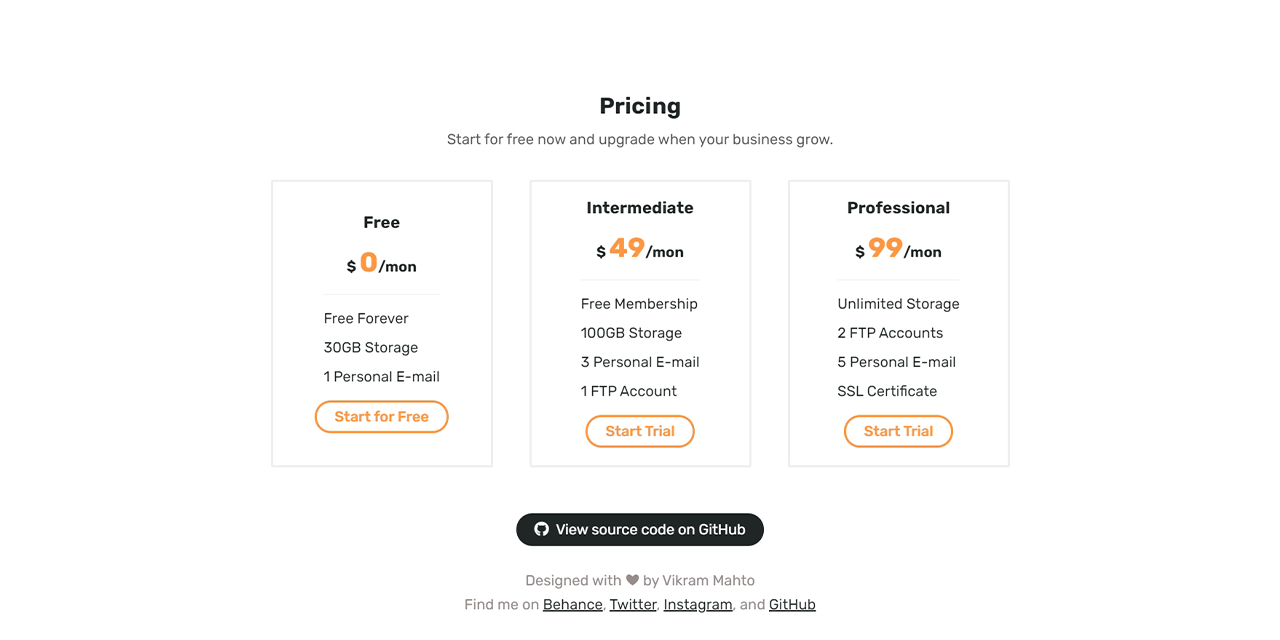 Pricing
Start for free now and upgrade when your business grow.
Free
$ 0/mon
Free Forever
30GB Storage
1 Personal E-mail
Start for Free
Intermediate
$ 49/mon
Free Membership
100GB Storage
3 Personal E-mail
1 FTP Account
Start Trial
Professional
$ 99/mon
Unlimited Storage
2 FTP Accounts
5 Personal E-mail
SSL Certificate
Start Trial
View source code on GitHub
Designed with ♥ by Vikram Mahto
Find me on Behance, Twitter, Instagram, and GitHub